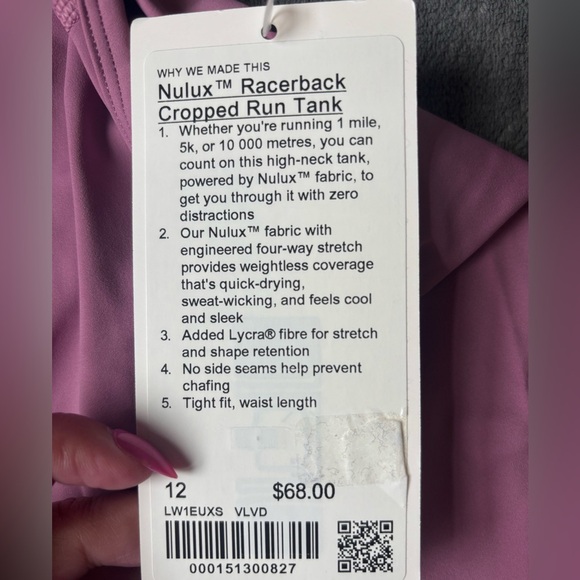 WHY WE MADE THIS
Nulux™ Racerback
Cropped Run Tank
1. Whether you're running 1 mile,
5k, or 10 000 metres, you can
count on this high-neck tank,
powered by Nulux™ fabric, to
get you through it with zero
distractions
2. Our Nulux™ fabric with
engineered four-way stretch
provides weightless coverage
that's quick-drying,
sweat-wicking, and feels cool
and sleek
3. Added Lycra® fibre for stretch
and shape retention
4. No side seams help prevent
chafing
5. Tight fit, waist length
12 $68.00
LW1EUXS VLVD
000151300827